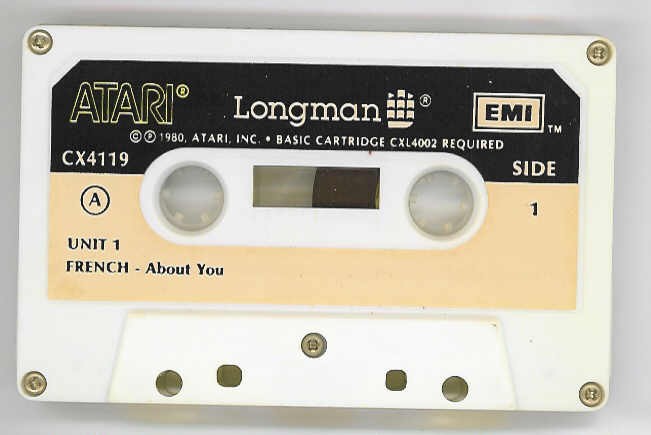 ATARI® Longman® EMI™
©℗ 1980, ATARI, INC. • BASIC CARTRIDGE CXL4002 REQUIRED
CX4119 SIDE
A 1
UNIT 1
FRENCH - About You